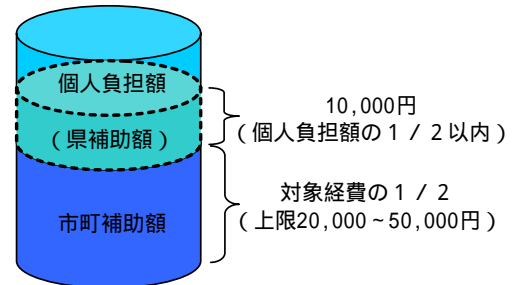 個人負担額
(県補助額)
市町補助額
10,000円
(個人負担額の1/2以内)
対象経費の1/2
(上限20,000~50,000円)